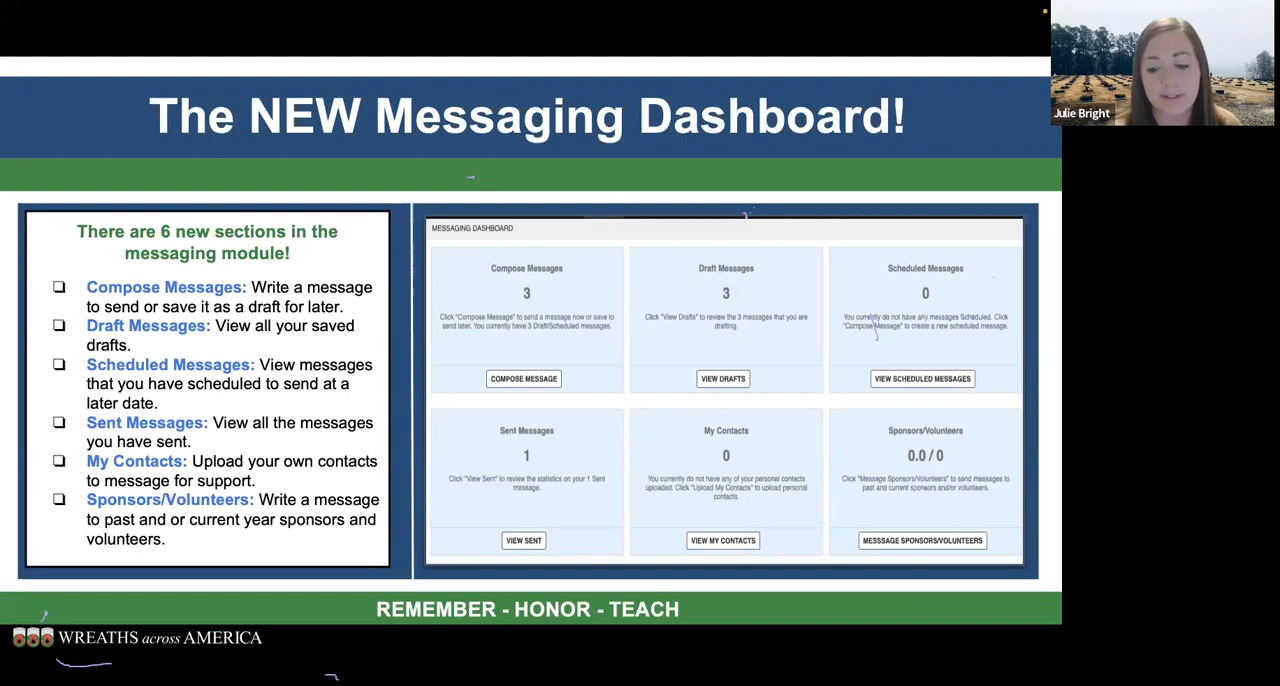 The NEW Messaging Dashboard!
Julie Bright
There are 6 new sections in the
messaging module!
❏ Compose Messages: Write a message
to send or save it as a draft for later.
❏ Draft Messages: View all your saved
drafts.
❏ Scheduled Messages: View messages
that you have scheduled to send at a
later date.
❏ Sent Messages: View all the messages
you have sent.
❏ My Contacts: Upload your own contacts
to message for support.
❏ Sponsors/Volunteers: Write a message
to past and or current year sponsors and
volunteers.
MESSAGING DASHBOARD
Compose Messages
3
Click "Compose Message" to send a message now or save to
send later. You currently have 3 Draft/Scheduled messages.
COMPOSE MESSAGE
Draft Messages
3
Click "View Drafts" to review the 3 messages that you are
drafting.
VIEW DRAFTS
Scheduled Messages
0
You currently do not have any messages Scheduled. Click
"Compose Message" to create a new scheduled message.
VIEW SCHEDULED MESSAGES
Sent Messages
1
Click "View Sent" to review the statistics on your 1 Sent
message.
VIEW SENT
My Contacts
0
You currently do not have any of your personal contacts
uploaded. Click "Upload My Contacts" to upload personal
contacts.
VIEW MY CONTACTS
Sponsors/Volunteers
0.0 / 0
Click "Message Sponsors/Volunteers" to send messages to
past and current sponsors and/or volunteers.
MESSSAGE SPONSORS/VOLUNTEERS
REMEMBER - HONOR - TEACH
WREATHS across AMERICA